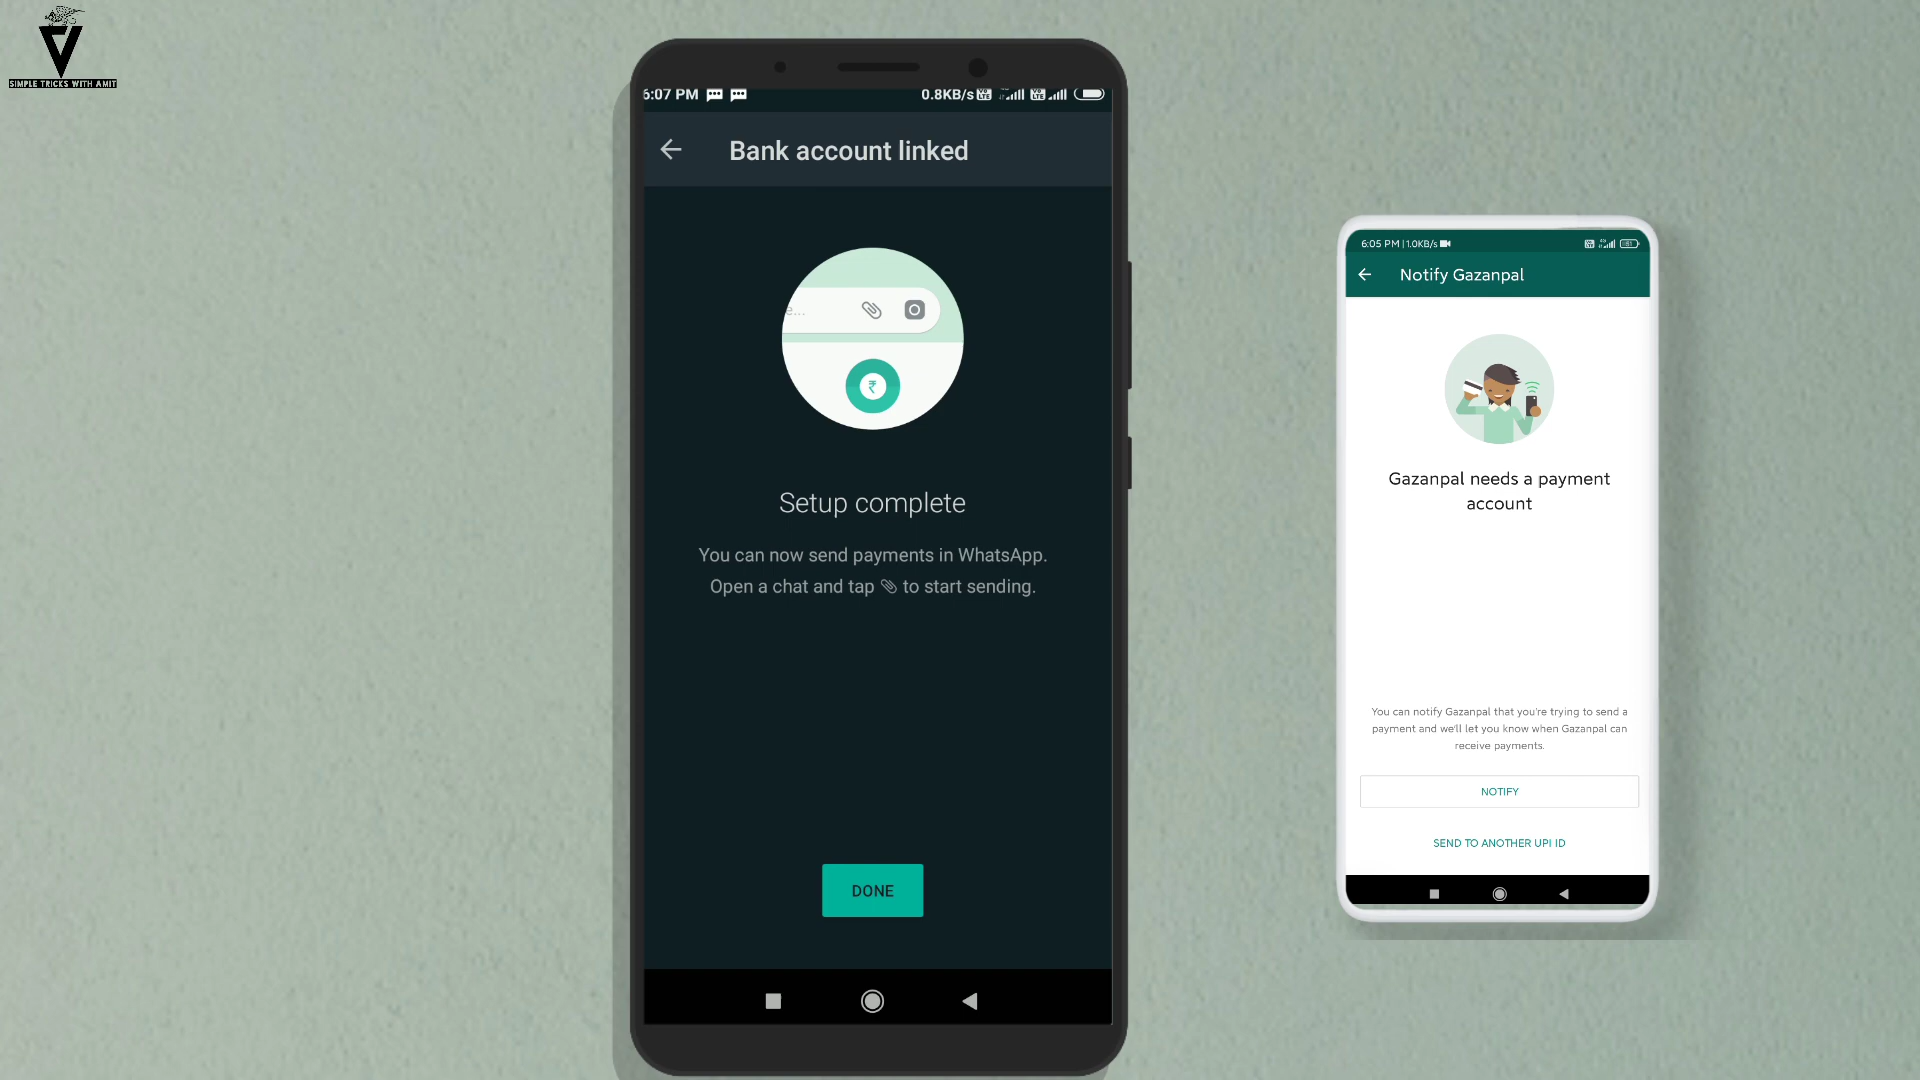 SIMPLE TRICKS WITH AMIT
6:07 PM
0.8KB/s
Bank account linked
e...
₹
Setup complete
You can now send payments in WhatsApp.
Open a chat and tap to start sending.
DONE
6:05 PM | 1.0KB/s
Notify Gazanpal
Gazanpal needs a payment
account
You can notify Gazanpal that you're trying to send a
payment and we'll let you know when Gazanpal can
receive payments.
NOTIFY
SEND TO ANOTHER UPI ID